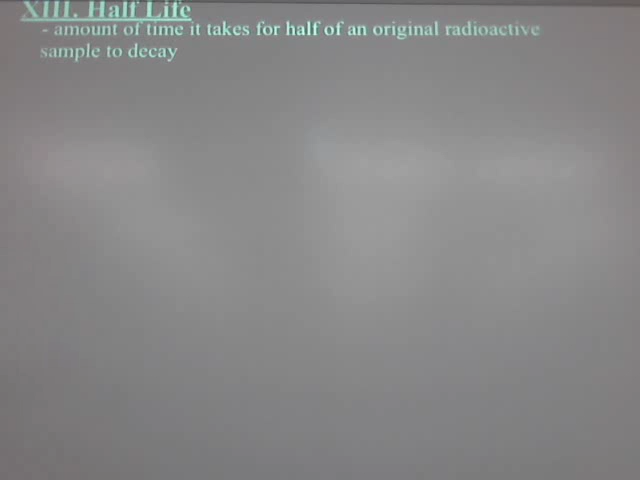 XIII. Half Life
- amount of time it takes for half of an original radioactive
sample to decay